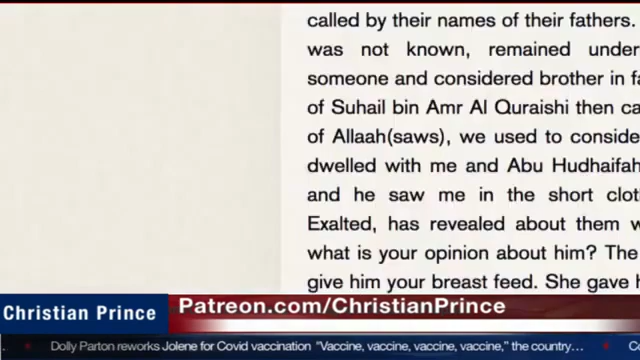 called by their names of their fathers.
was not known, remained under
someone and considered brother in
of Suhail bin Amr Al Quraishi then
of Allaah(saws), we used to
dwelled with me and Abu Hudhaifah
and he saw me in the short
Exalted, has revealed about them
what is your opinion about him? The
give him your breast feed. She gave
Christian Prince
Patreon.com/ChristianPrince
Dolly Parton reworks Jolene for Covid vaccination "Vaccine, vaccine, vaccine, vaccine," the country…